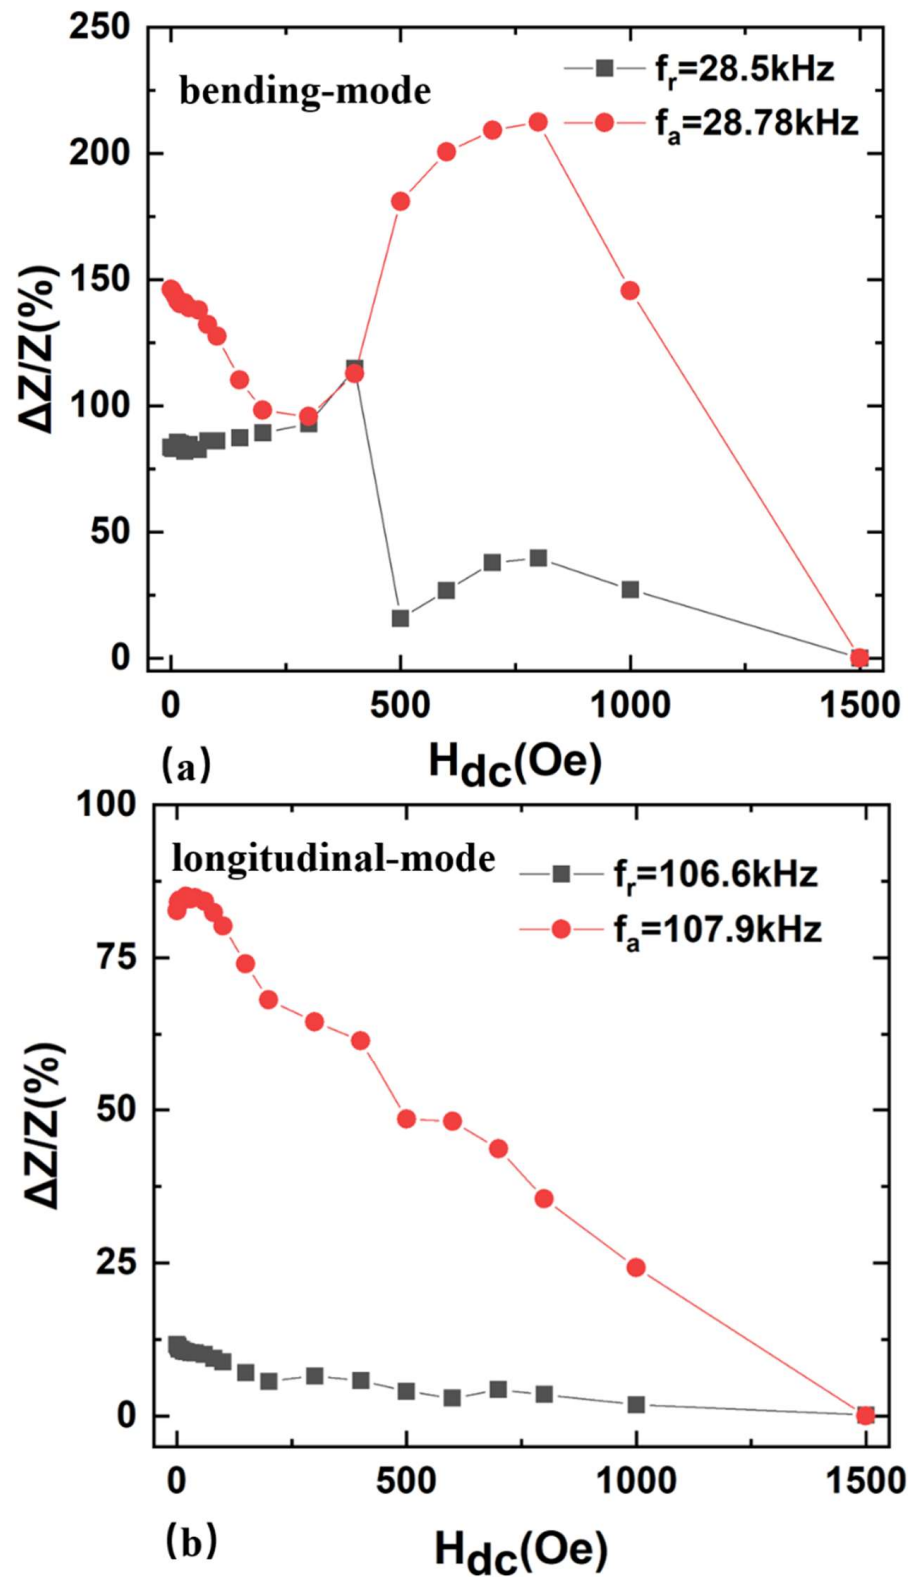 250
200
150
100
50
0
ΔZ/Z(%)
bending-mode
fr=28.5kHz
fa=28.78kHz
0 500 1000 1500
(a) Hdc(Oe)
100
75
50
25
0
ΔZ/Z(%)
longitudinal-mode
fr=106.6kHz
fa=107.9kHz
0 500 1000 1500
(b) Hdc(Oe)